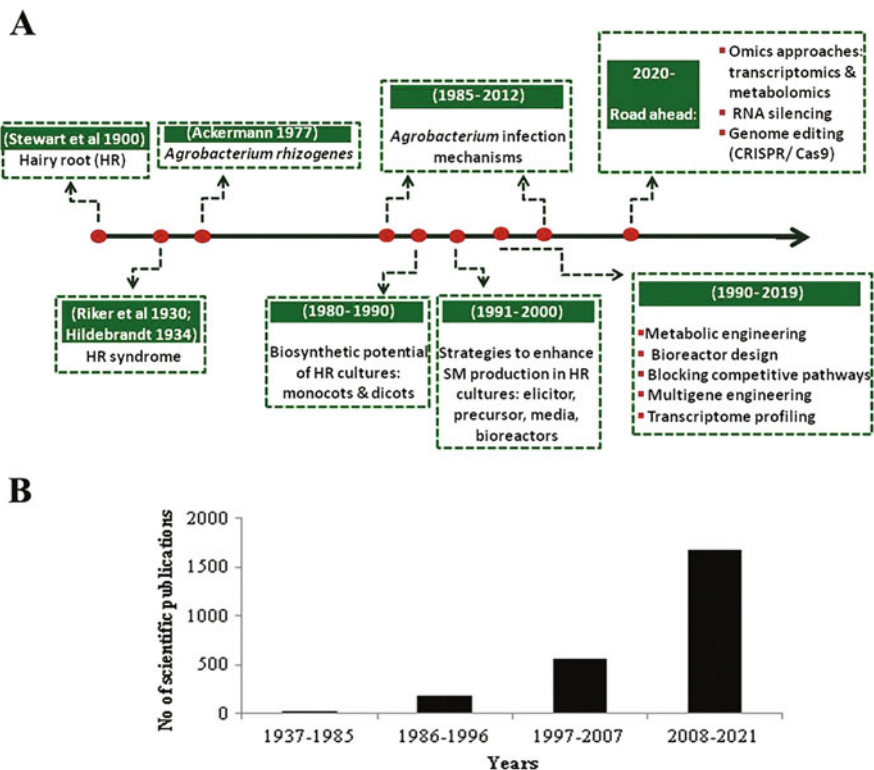 A
(Stewart et al 1900)
Hairy root (HR)
(Ackermann 1977)
Agrobacterium rhizogenes
(1985-2012)
Agrobacterium infection
mechanisms
2020-
Road ahead:
Omics approaches:
transcriptomics &
metabolomics
RNA silencing
Genome editing
(CRISPR/ Cas9)
(Riker et al 1930;
Hildebrandt 1934)
HR syndrome
(1980-1990)
Biosynthetic potential
of HR cultures:
monocots & dicots
(1991-2000)
Strategies to enhance
SM production in HR
cultures: elicitor,
precursor, media,
bioreactors
(1990-2019)
Metabolic engineering
Bioreactor design
Blocking competitive pathways
Multigene engineering
Transcriptome profiling
B
No of scientific publications
2000
1500
1000
500
0
1937-1985
1986-1996
1997-2007
2008-2021
Years